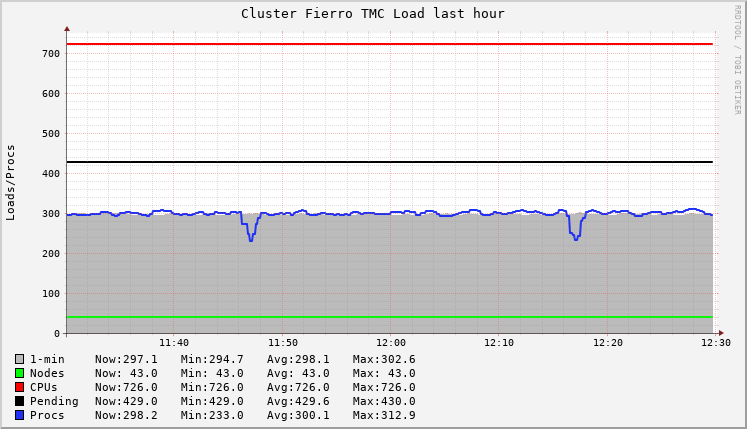 Cluster Fierro TMC Load last hour
RRDTOOL / TOBI OETIKER
Loads/Procs
700
600
500
400
300
200
100
0
11:40 11:50 12:00 12:10 12:20 12:30
1-min Now:297.1 Min:294.7 Avg:298.1 Max:302.6
Nodes Now: 43.0 Min: 43.0 Avg: 43.0 Max: 43.0
CPUs Now:726.0 Min:726.0 Avg:726.0 Max:726.0
Pending Now:429.0 Min:429.0 Avg:429.6 Max:430.0
Procs Now:298.2 Min:233.0 Avg:300.1 Max:312.9